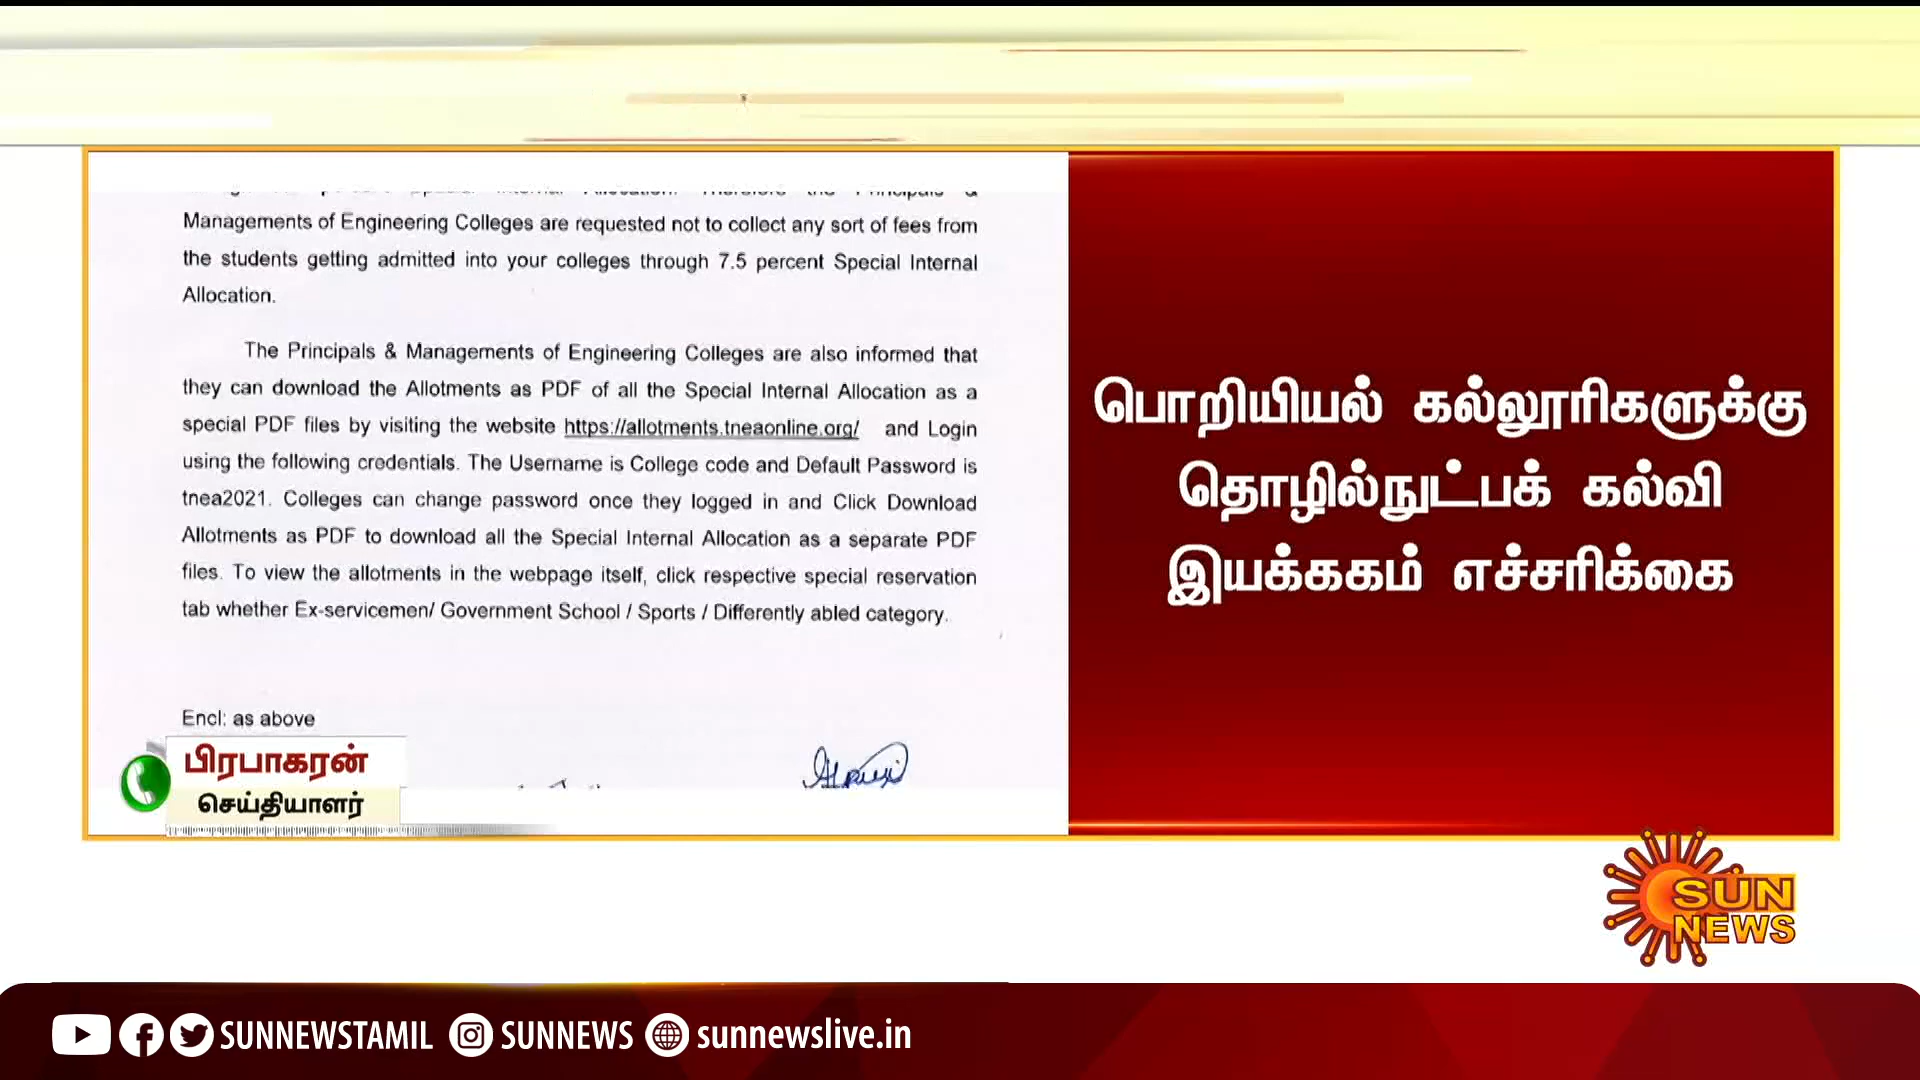 Managements of Engineering Colleges are requested not to collect any sort of fees from
the students getting admitted into your colleges through 7.5 percent Special Internal
Allocation.
The Principals & Managements of Engineering Colleges are also informed that
they can download the Allotments as PDF of all the Special Internal Allocation as a
special PDF files by visiting the website https://allotments.tneaonline.org/ and Login
using the following credentials. The Username is College code and Default Password is
tnea2021. Colleges can change password once they logged in and Click Download
Allotments as PDF to download all the Special Internal Allocation as a separate PDF
files. To view the allotments in the webpage itself, click respective special reservation
tab whether Ex-servicemen/ Government School / Sports / Differently abled category.
Encl: as above
பிரபாகரன்
செய்தியாளர்
பொறியியல் கல்லூரிகளுக்கு
தொழில்நுட்பக் கல்வி
இயக்ககம் எச்சரிக்கை
SUN
NEWS
SUNNEWSTAMIL SUNNEWS sunnewslive.in